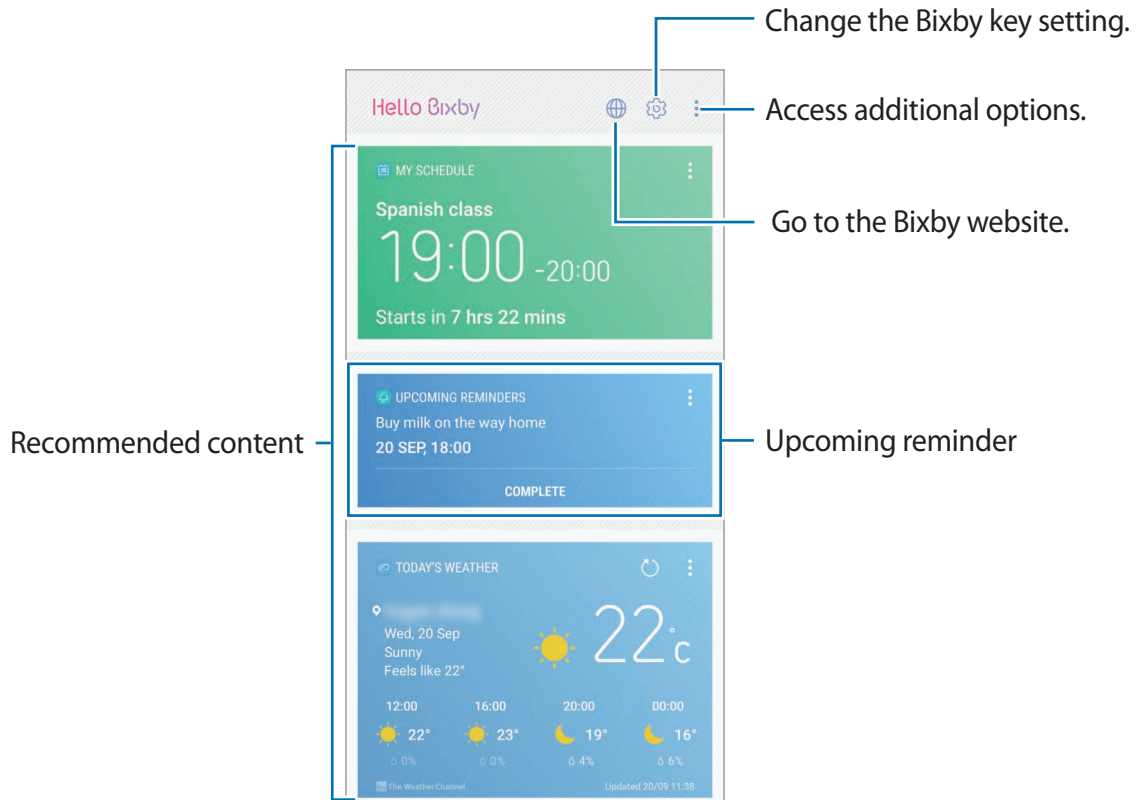 Change the Bixby key setting.
Hello Bixby
Access additional options.
MY SCHEDULE
Spanish class
19:00 -20:00
Starts in 7 hrs 22 mins
Go to the Bixby website.
UPCOMING REMINDERS
Buy milk on the way home
20 SEP, 18:00
COMPLETE
Recommended content
Upcoming reminder
TODAY'S WEATHER
Wed, 20 Sep
Sunny
Feels like 22°
22°c
12:00 16:00 20:00 00:00
22° 23° 19° 16°
0% 0% 4% 6%
The Weather Channel
Updated 20/09 11:38